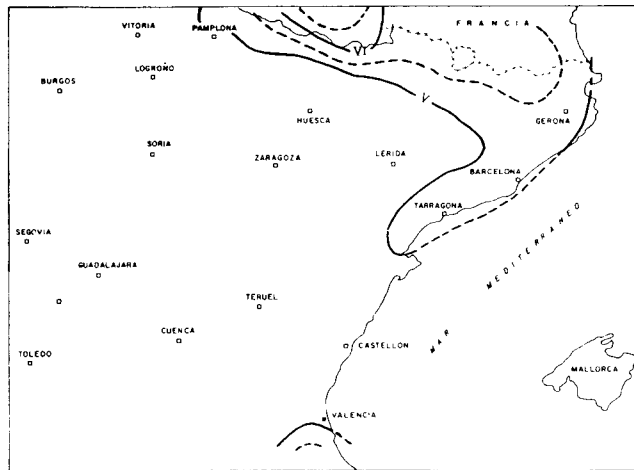 VITORIA
PAMPLONA
FRANCIA
VI
LOGROÑO
BURGOS
V
HUESCA
GERONA
SORIA
ZARAGOZA
LERIDA
BARCELONA
TARRAGONA
SEGOVIA
GUADALAJARA
MAR MEDITERRANEO
TERUEL
CUENCA
CASTELLON
TOLEDO
MALLORCA
VALENCIA